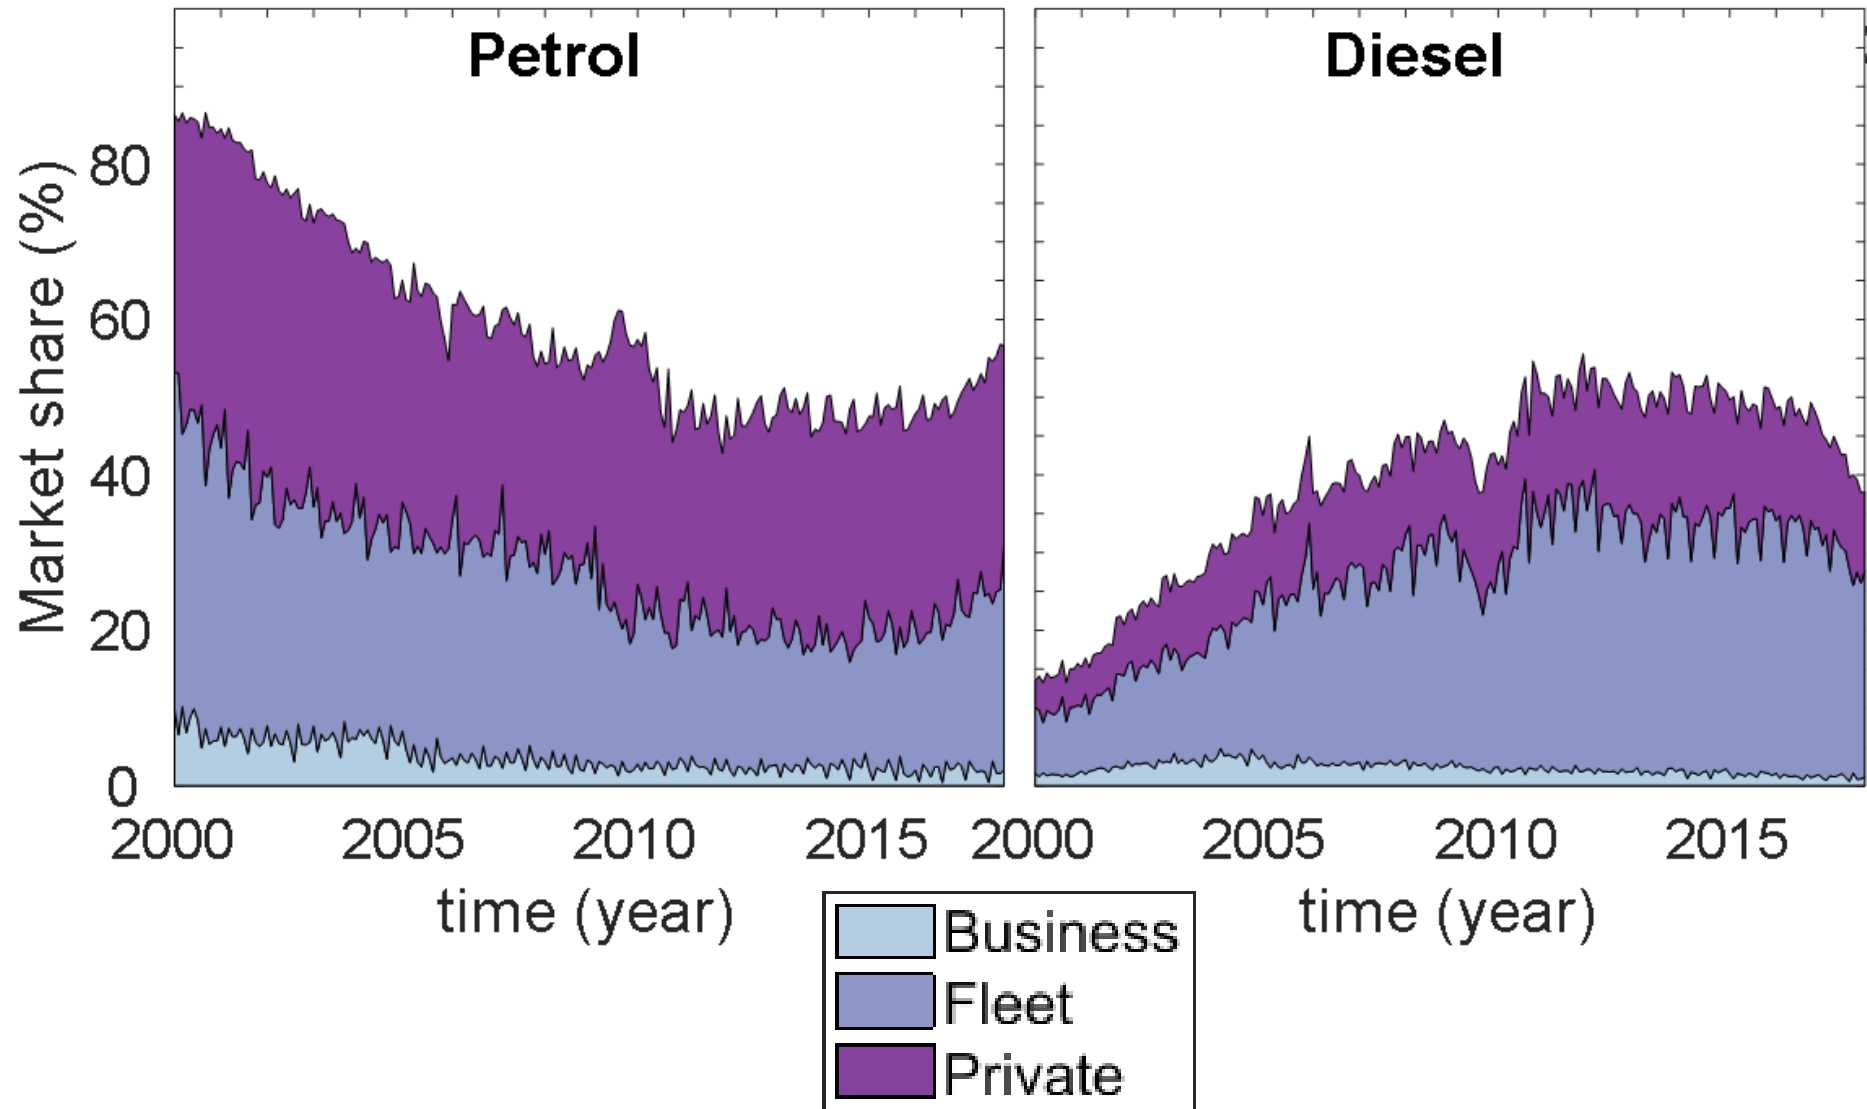 Petrol
Diesel
Market share (%)
80
60
40
20
0
2000 2005 2010 2015 2000 2005 2010 2015
time (year) time (year)
Business
Fleet
Private